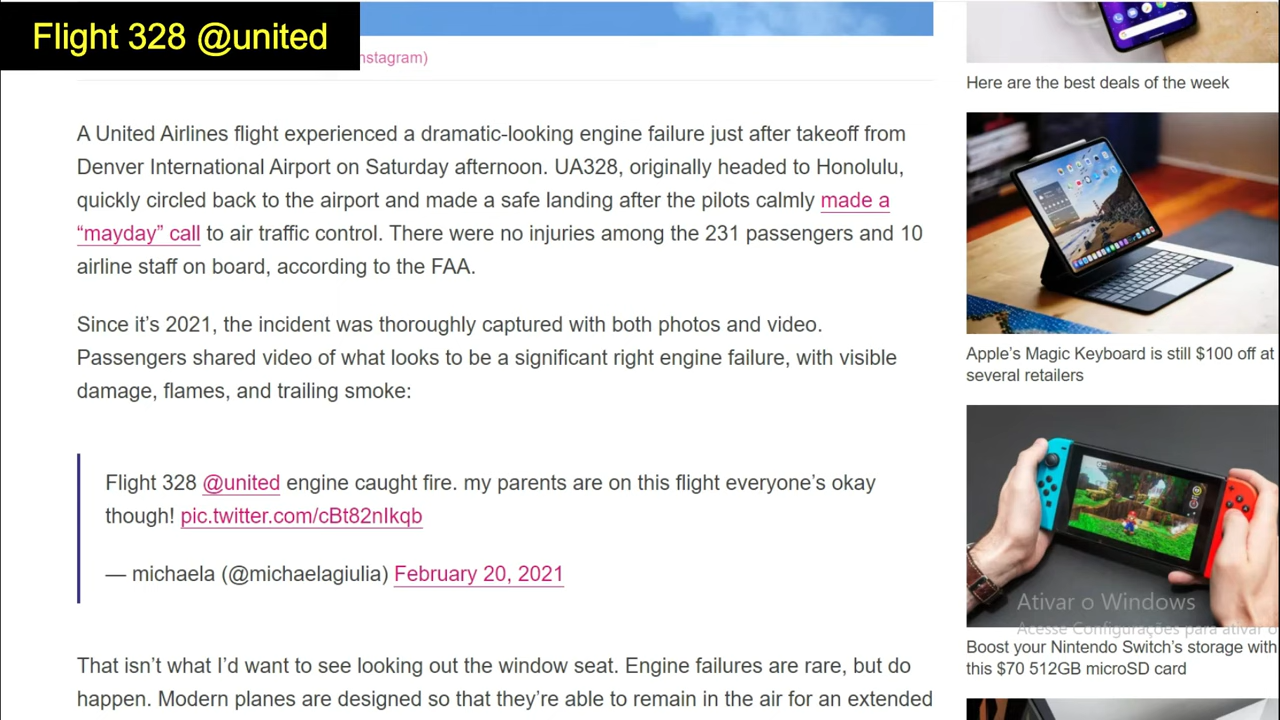 Flight 328 @united
nstagram)
A United Airlines flight experienced a dramatic-looking engine failure just after takeoff from
Denver International Airport on Saturday afternoon. UA328, originally headed to Honolulu,
quickly circled back to the airport and made a safe landing after the pilots calmly made a
“mayday” call to air traffic control. There were no injuries among the 231 passengers and 10
airline staff on board, according to the FAA.
Since it’s 2021, the incident was thoroughly captured with both photos and video.
Passengers shared video of what looks to be a significant right engine failure, with visible
damage, flames, and trailing smoke:
Flight 328 @united engine caught fire. my parents are on this flight everyone’s okay
though! pic.twitter.com/cBt82nIkqb
— michaela (@michaelagiulia) February 20, 2021
That isn’t what I’d want to see looking out the window seat. Engine failures are rare, but do
happen. Modern planes are designed so that they’re able to remain in the air for an extended
Here are the best deals of the week
Apple’s Magic Keyboard is still $100 off at
several retailers
Ativar o Windows
Acesse Configurações para ativar o
Boost your Nintendo Switch’s storage with
this $70 512GB microSD card